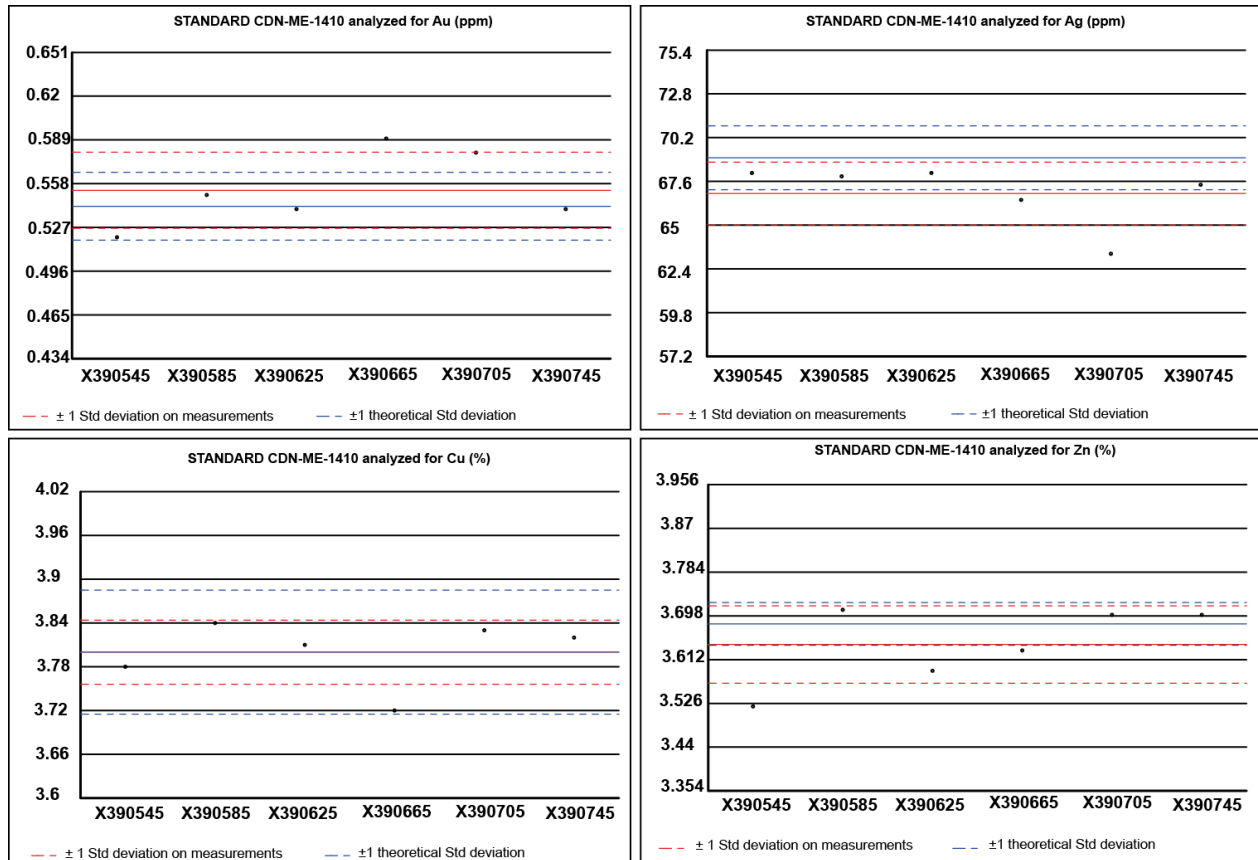 STANDARD CDN-ME-1410 analyzed for Au (ppm)
0.651
0.62
0.589
0.558
0.527
0.496
0.465
0.434
X390545 X390585 X390625 X390665 X390705 X390745
± 1 Std deviation on measurements ±1 theoretical Std deviation
STANDARD CDN-ME-1410 analyzed for Ag (ppm)
75.4
72.8
70.2
67.6
65
62.4
59.8
57.2
X390545 X390585 X390625 X390665 X390705 X390745
± 1 Std deviation on measurements ±1 theoretical Std deviation
STANDARD CDN-ME-1410 analyzed for Cu (%)
4.02
3.96
3.9
3.84
3.78
3.72
3.66
3.6
X390545 X390585 X390625 X390665 X390705 X390745
± 1 Std deviation on measurements ±1 theoretical Std deviation
STANDARD CDN-ME-1410 analyzed for Zn (%)
3.956
3.87
3.784
3.698
3.612
3.526
3.44
3.354
X390545 X390585 X390625 X390665 X390705 X390745
± 1 Std deviation on measurements ±1 theoretical Std deviation